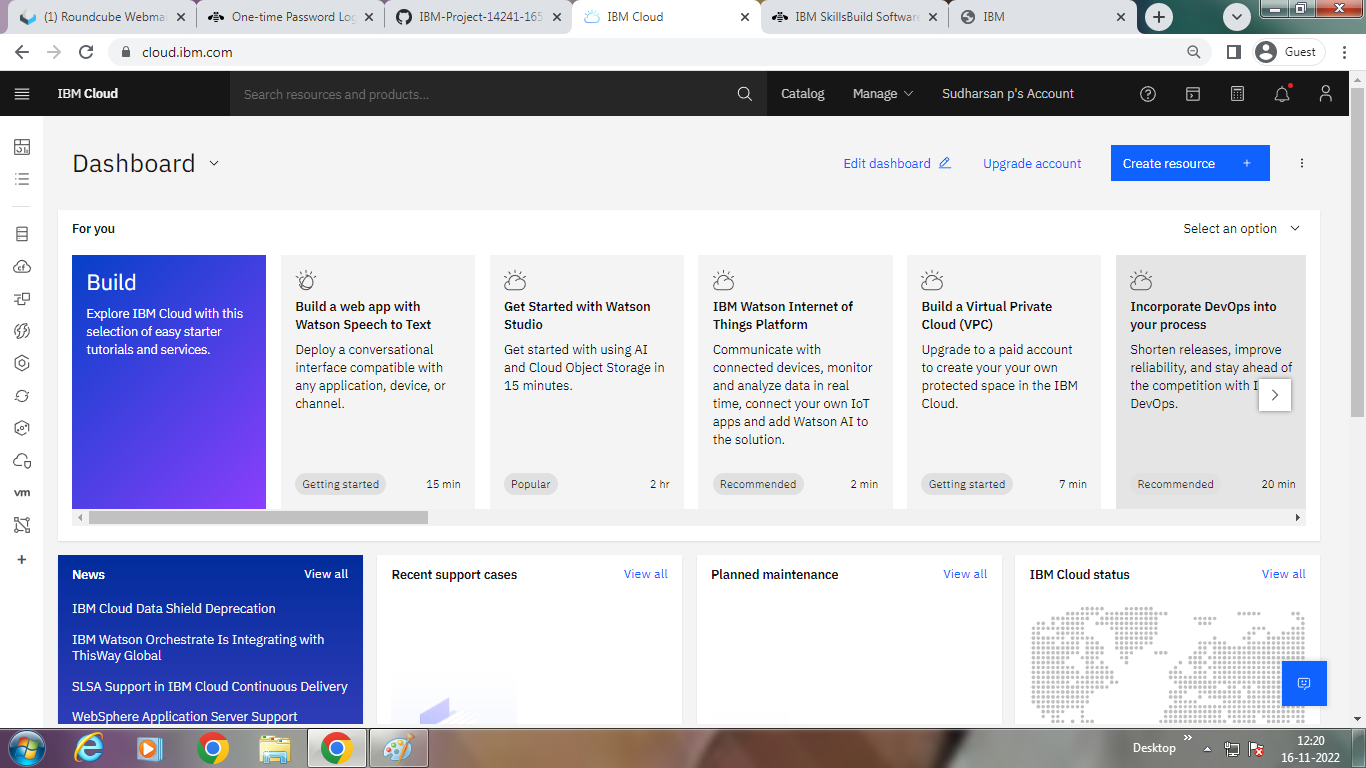 (1) Roundcube Webma
One-time Password Log
IBM-Project-14241-165
IBM Cloud
IBM SkillsBuild Software
IBM
cloud.ibm.com
Guest
IBM Cloud
Search resources and products...
Catalog
Manage
Sudharsan p's Account
Dashboard
Edit dashboard
Upgrade account
Create resource +
For you
Select an option
Build
Explore IBM Cloud with this
selection of easy starter
tutorials and services.
Build a web app with
Watson Speech to Text
Deploy a conversational
interface compatible with
any application, device, or
channel.
Getting started
15 min
Get Started with Watson
Studio
Get started with using AI
and Cloud Object Storage in
15 minutes.
Popular
2 hr
IBM Watson Internet of
Things Platform
Communicate with
connected devices, monitor
and analyze data in real
time, connect your own IoT
apps and add Watson AI to
the solution.
Recommended
2 min
Build a Virtual Private
Cloud (VPC)
Upgrade to a paid account
to create your your own
protected space in the IBM
Cloud.
Getting started
7 min
Incorporate DevOps into
your process
Shorten releases, improve
reliability, and stay ahead of
the competition with I
DevOps.
Recommended
20 min
vm
News
View all
IBM Cloud Data Shield Deprecation
IBM Watson Orchestrate Is Integrating with
ThisWay Global
SLSA Support in IBM Cloud Continuous Delivery
WebSphere Application Server Support
Recent support cases
View all
Planned maintenance
View all
IBM Cloud status
View all
Desktop
12:20
16-11-2022